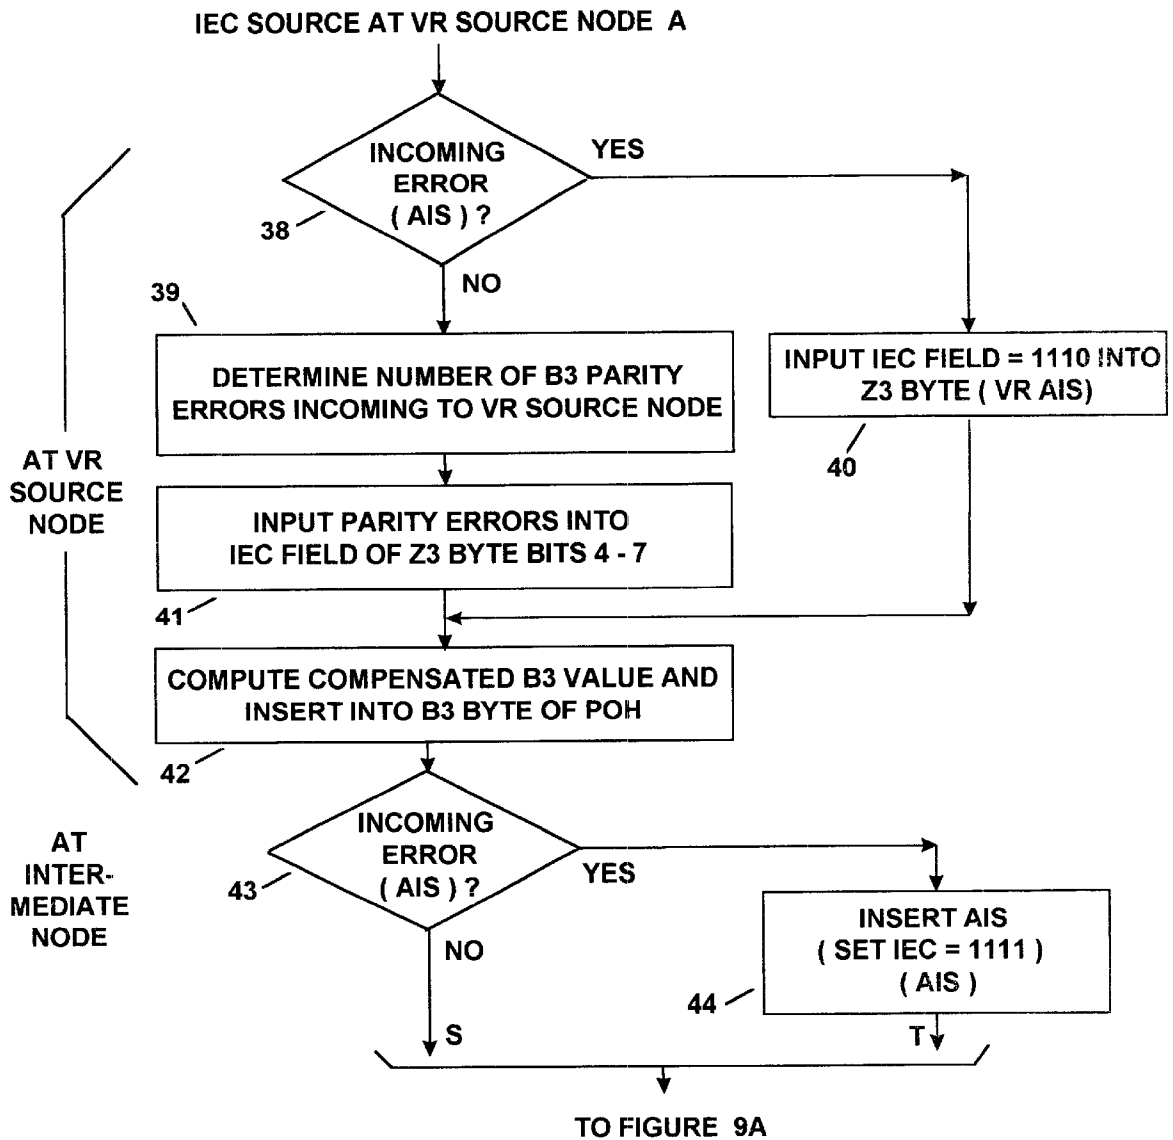 IEC SOURCE AT VR SOURCE NODE A
INCOMING
ERROR
( AIS ) ?
YES
38
NO
39
DETERMINE NUMBER OF B3 PARITY
ERRORS INCOMING TO VR SOURCE NODE
INPUT IEC FIELD = 1110 INTO
Z3 BYTE ( VR AIS)
40
AT VR
SOURCE
NODE
INPUT PARITY ERRORS INTO
IEC FIELD OF Z3 BYTE BITS 4 - 7
41
COMPUTE COMPENSATED B3 VALUE AND
INSERT INTO B3 BYTE OF POH
42
AT
INTER-
MEDIATE
NODE
INCOMING
ERROR
( AIS ) ?
YES
43
NO
INSERT AIS
( SET IEC = 1111 )
( AIS )
44
S
T
TO FIGURE 9A